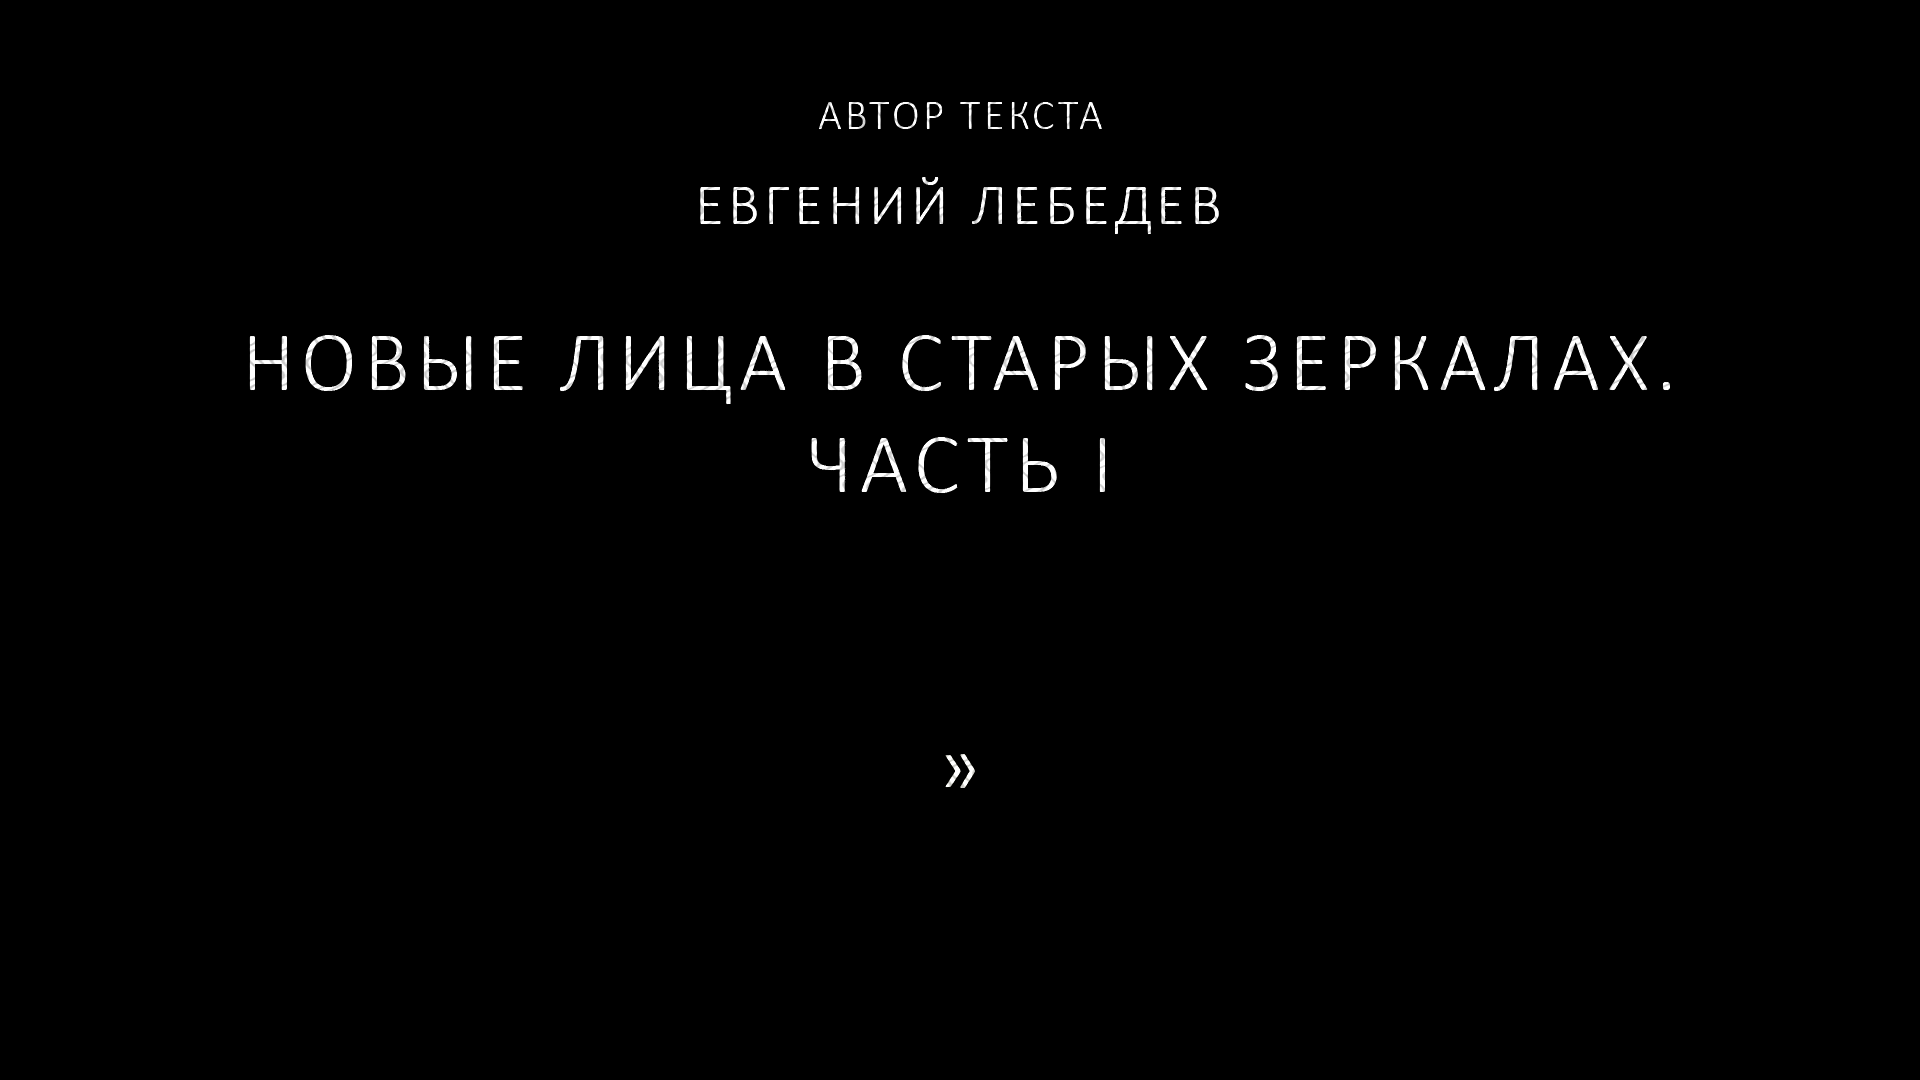 АВТОР ТЕКСТА
ЕВГЕНИЙ ЛЕБЕДЕВ
НОВЫЕ ЛИЦА В СТАРЫХ ЗЕРКАЛАХ.
ЧАСТЬ I
»